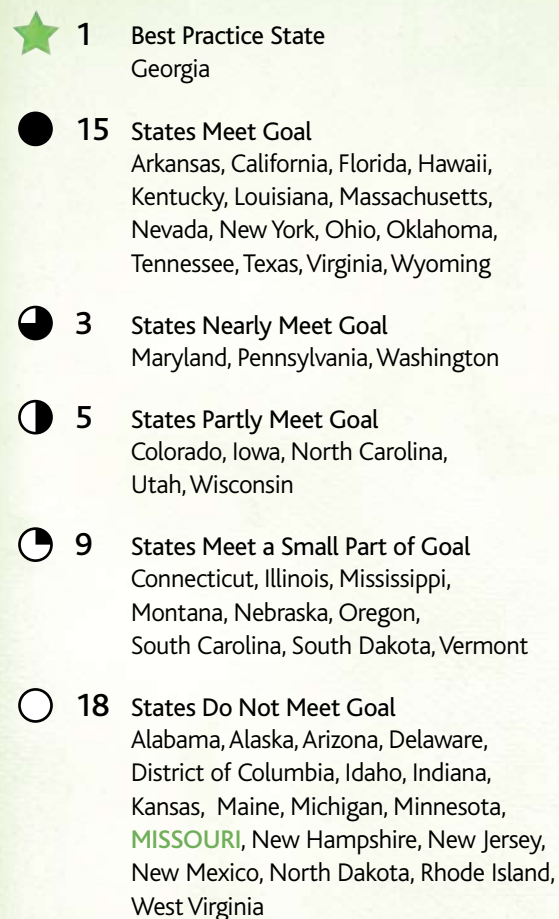 1 Best Practice State
Georgia
15 States Meet Goal
Arkansas, California, Florida, Hawaii,
Kentucky, Louisiana, Massachusetts,
Nevada, New York, Ohio, Oklahoma,
Tennessee, Texas, Virginia, Wyoming
3 States Nearly Meet Goal
Maryland, Pennsylvania, Washington
5 States Partly Meet Goal
Colorado, Iowa, North Carolina,
Utah, Wisconsin
9 States Meet a Small Part of Goal
Connecticut, Illinois, Mississippi,
Montana, Nebraska, Oregon,
South Carolina, South Dakota, Vermont
18 States Do Not Meet Goal
Alabama, Alaska, Arizona, Delaware,
District of Columbia, Idaho, Indiana,
Kansas, Maine, Michigan, Minnesota,
MISSOURI, New Hampshire, New Jersey,
New Mexico, North Dakota, Rhode Island,
West Virginia